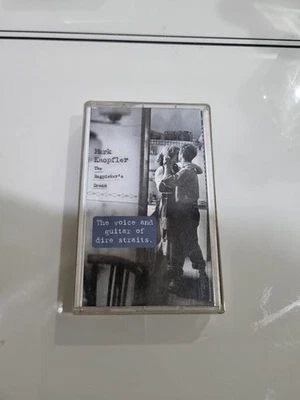 Mark
Knopfler
The
Ragpicker's
Dream
The voice and
guitar of
dire straits.